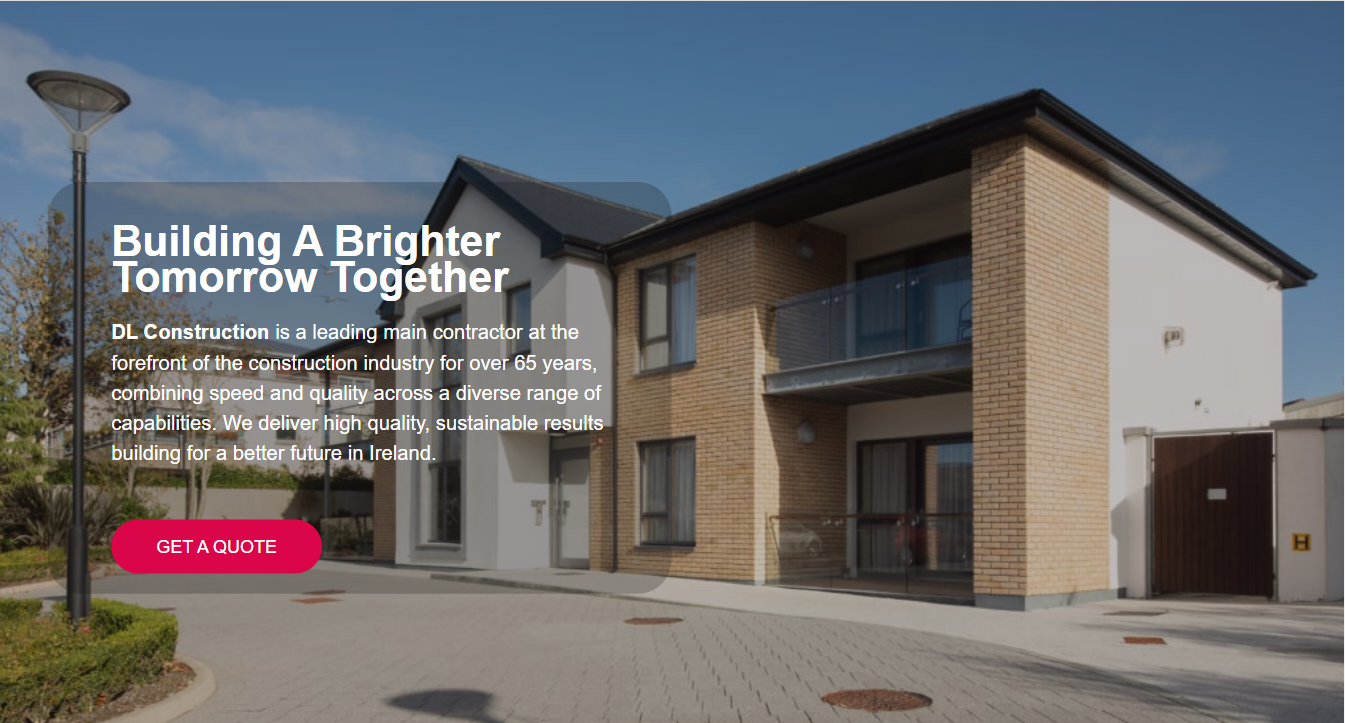 Building A Brighter
Tomorrow Together
DL Construction is a leading main contractor at the
forefront of the construction industry for over 65 years,
combining speed and quality across a diverse range of
capabilities. We deliver high quality, sustainable results
building for a better future in Ireland.
GET A QUOTE
H